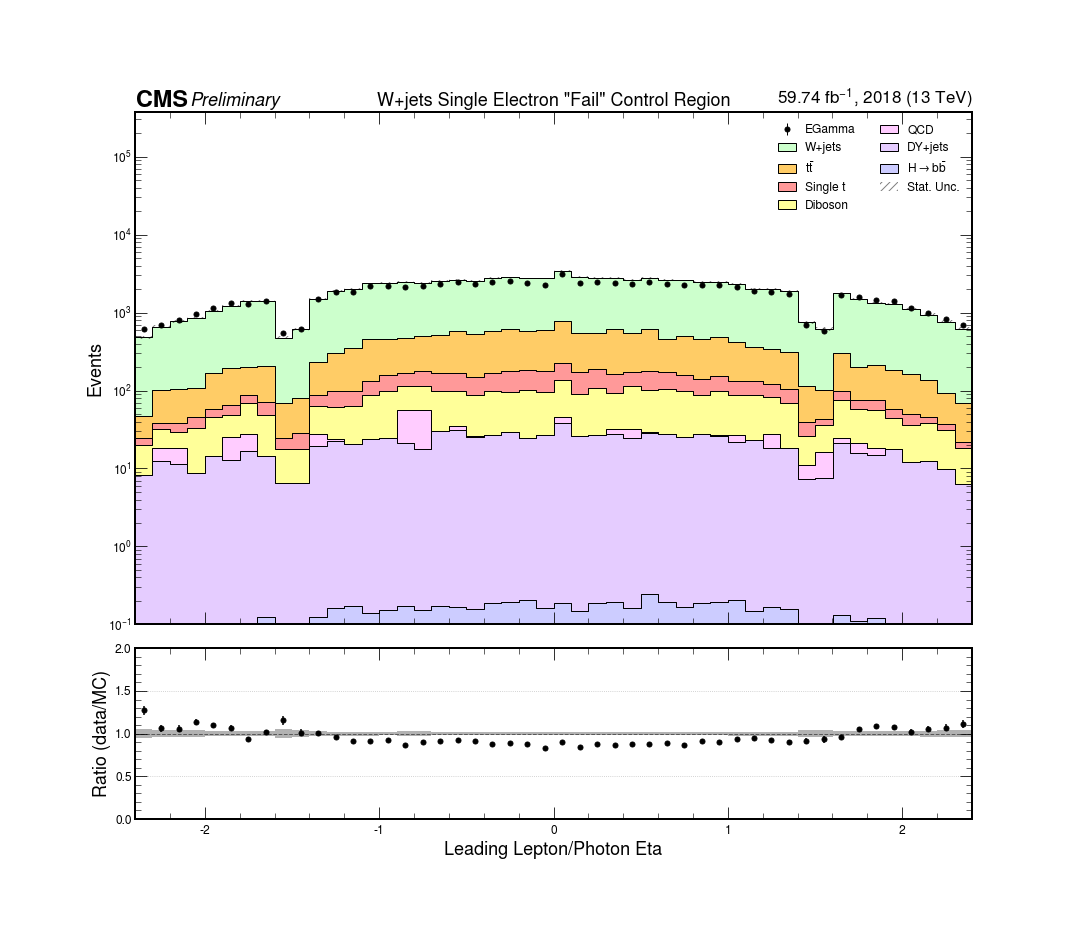 CMS Preliminary W+jets Single Electron "Fail" Control Region 59.74 fb⁻¹, 2018 (13 TeV)
EGamma QCD
W+jets DY+jets
tt̄ H→bb̄
Single t Stat. Unc.
Diboson
10⁵
10⁴
10³
10²
10¹
10⁰
10⁻¹
Events
2.0
1.5
1.0
0.5
0.0
Ratio (data/MC)
-2 -1 0 1 2
Leading Lepton/Photon Eta